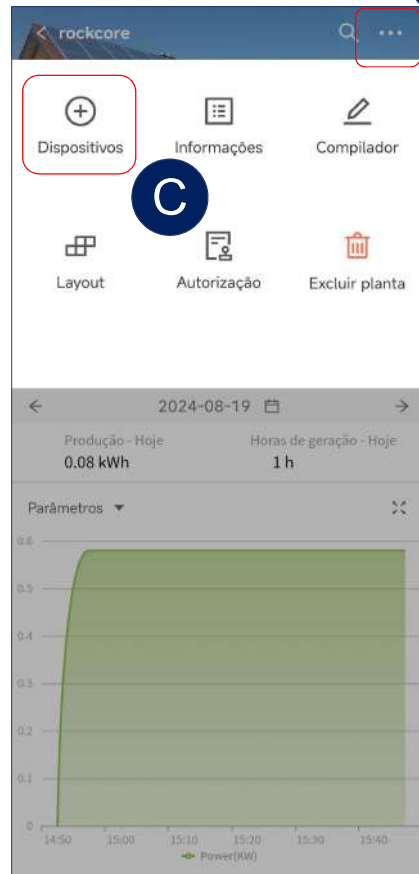 rockcore
Dispositivos Informações Compilador
C
Layout Autorização Excluir planta
2024-08-19
Produção - Hoje Horas de geração - Hoje
0.08 kWh 1 h
Parâmetros
0.6
0.5
0.4
0.3
0.2
0.1
0
14:50 15:00 15:10 15:20 15:30 15:40
Power(KW)